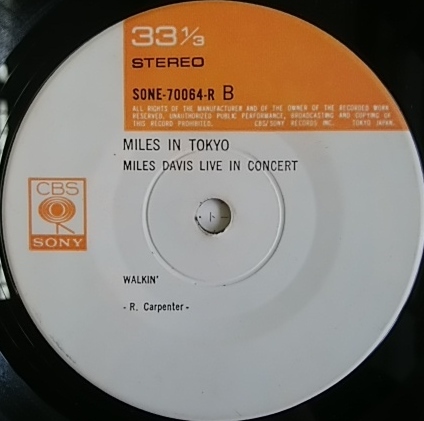 33 1/3
STEREO
SONE-70064-R B
ALL RIGHTS OF THE MANUFACTURER AND OF THE OWNER OF THE RECORDED WORK
RESERVED. UNAUTHORIZED PUBLIC PERFORMANCE, BROADCASTING AND COPYING OF
THIS RECORD PROHIBITED. CBS/SONY RECORDS INC. TOKYO JAPAN.
MILES IN TOKYO
MILES DAVIS LIVE IN CONCERT
CBS
SONY
WALKIN'
- R. Carpenter -